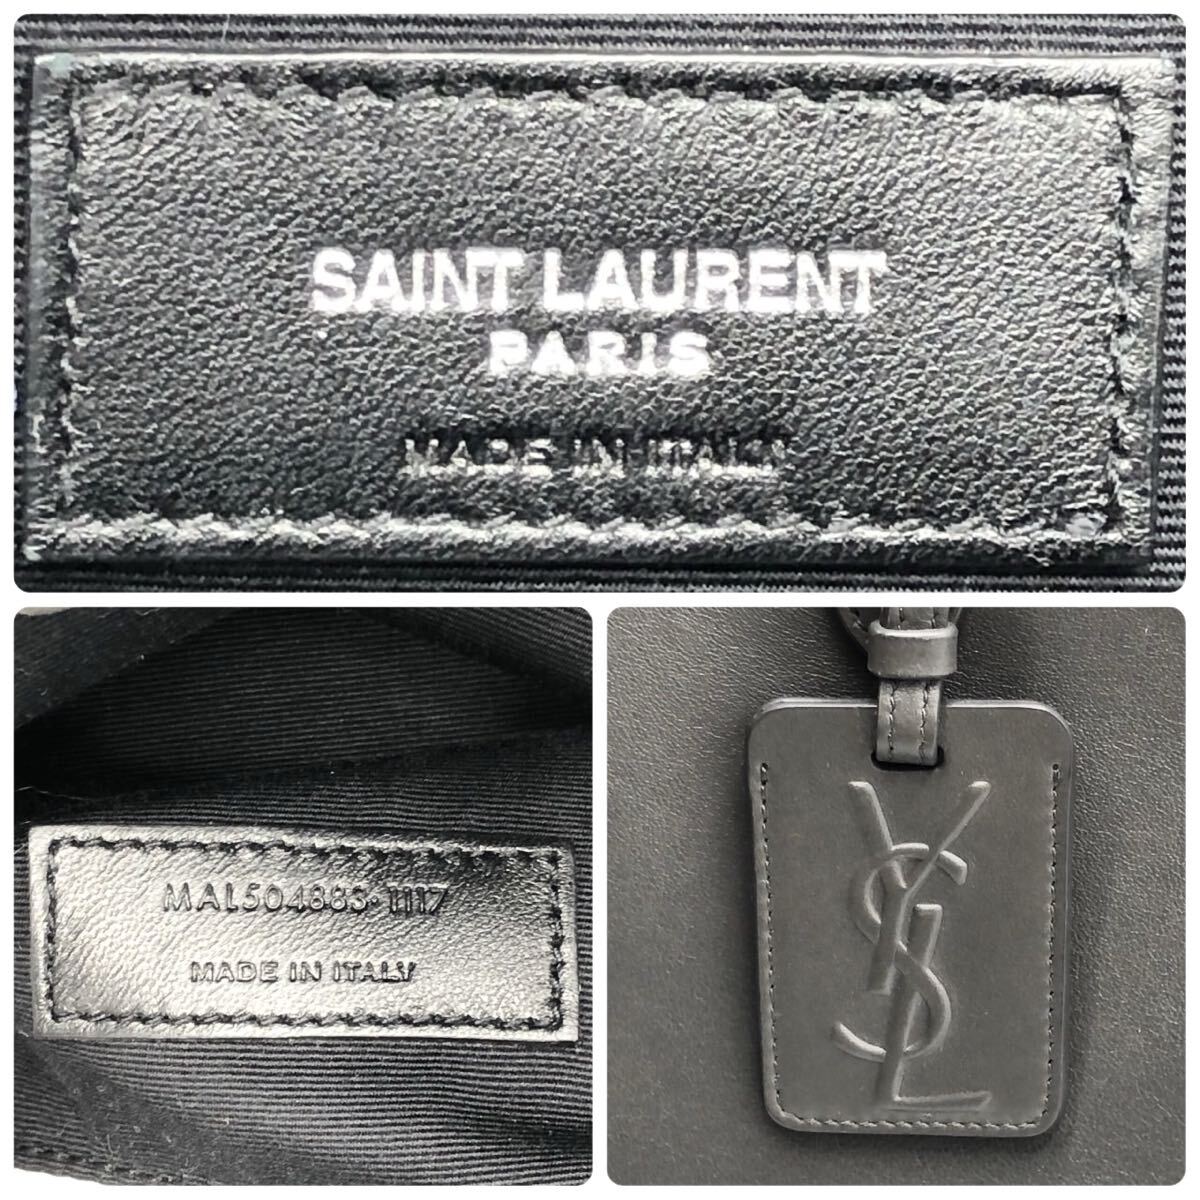 SAINT LAURENT
PARIS
MADE IN ITALY
MAL504883·1117
MADE IN ITALY
YSL